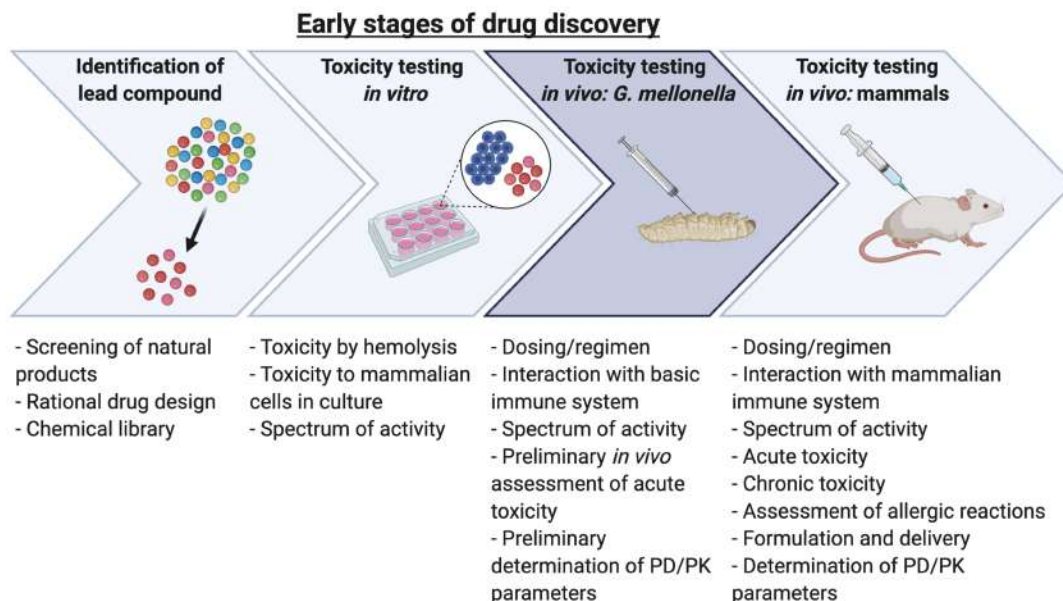 Early stages of drug discovery
Identification of
lead compound
Toxicity testing
in vitro
Toxicity testing
in vivo: G. mellonella
Toxicity testing
in vivo: mammals
- Screening of natural
products
- Rational drug design
- Chemical library
- Toxicity by hemolysis
- Toxicity to mammalian
cells in culture
- Spectrum of activity
- Dosing/regimen
- Interaction with basic
immune system
- Spectrum of activity
- Preliminary in vivo
assessment of acute
toxicity
- Preliminary
determination of PD/PK
parameters
- Dosing/regimen
- Interaction with mammalian
immune system
- Spectrum of activity
- Acute toxicity
- Chronic toxicity
- Assessment of allergic reactions
- Formulation and delivery
- Determination of PD/PK
parameters